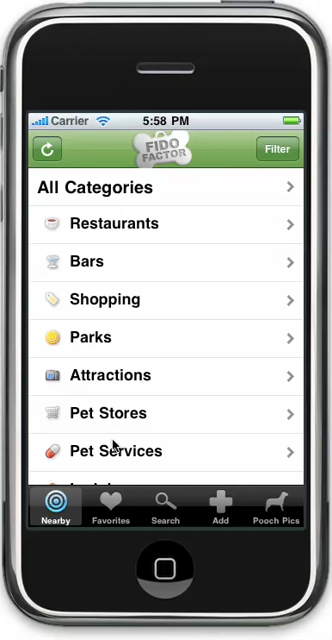 Carrier
5:58 PM
FIDO
FACTOR
Filter
All Categories
Restaurants
Bars
Shopping
Parks
Attractions
Pet Stores
Pet Services
Nearby
Favorites
Search
Add
Pooch Pics